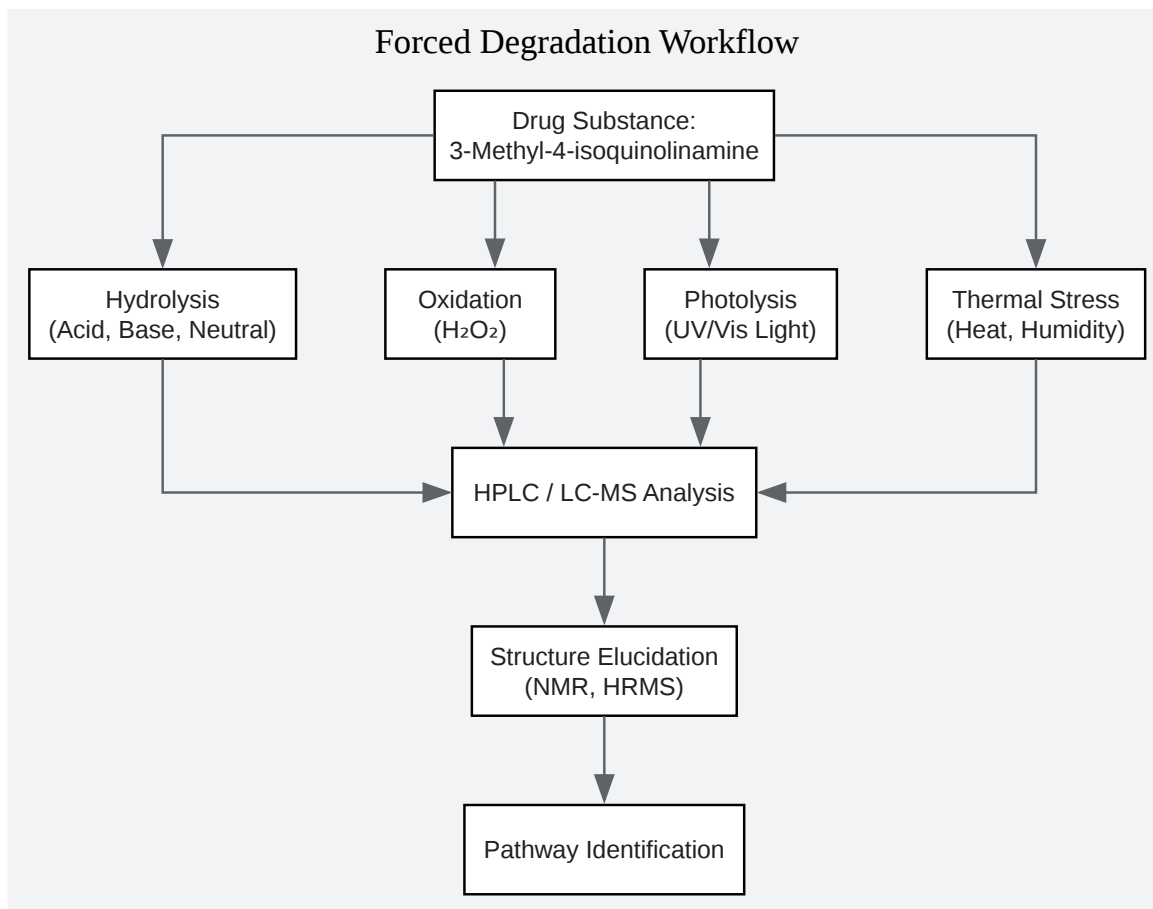 Forced Degradation Workflow
Drug Substance:
3-Methyl-4-isoquinolinamine
Hydrolysis
(Acid, Base, Neutral)
Oxidation
(H₂O₂)
Photolysis
(UV/Vis Light)
Thermal Stress
(Heat, Humidity)
HPLC / LC-MS Analysis
Structure Elucidation
(NMR, HRMS)
Pathway Identification